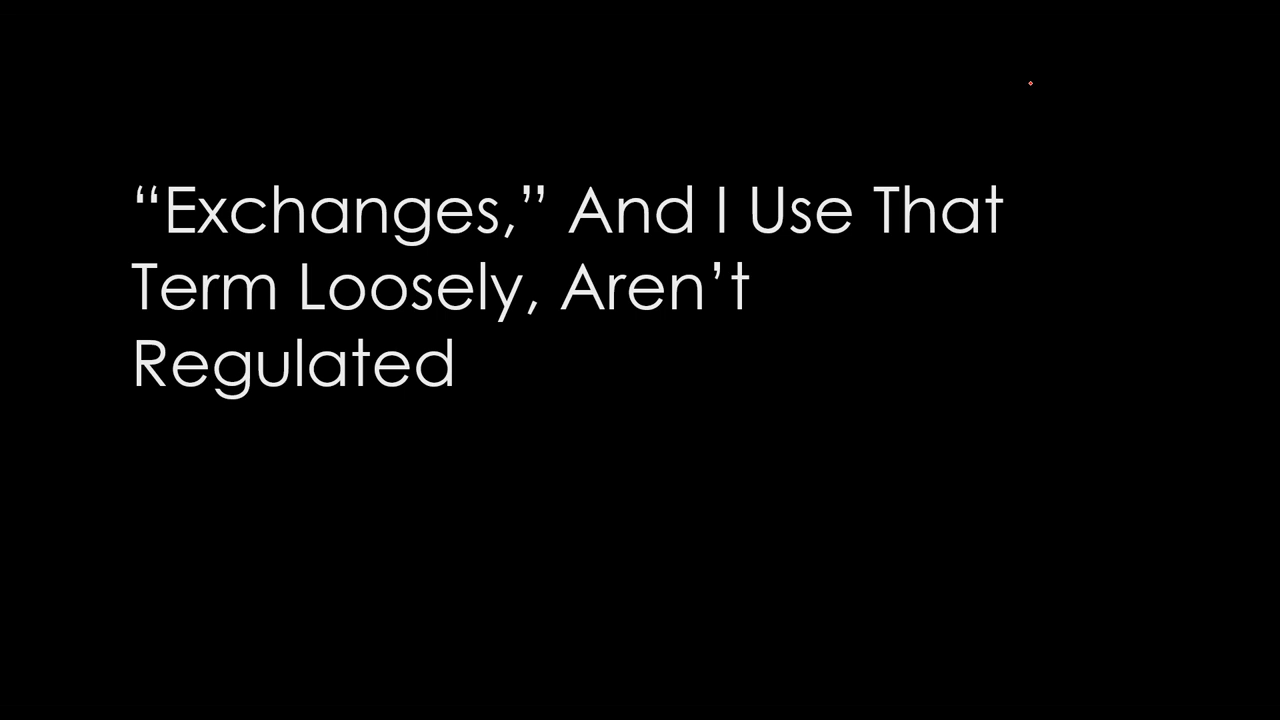 “Exchanges,” And I Use That
Term Loosely, Aren’t
Regulated